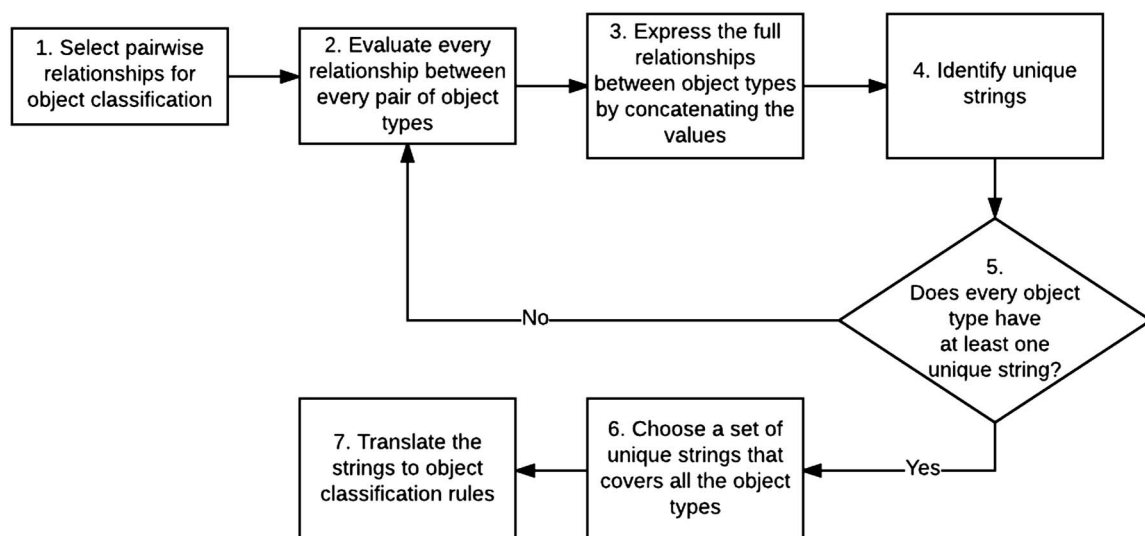 1. Select pairwise
relationships for
object classification
2. Evaluate every
relationship between
every pair of object
types
3. Express the full
relationships
between object types
by concatenating the
values
4. Identify unique
strings
5.
Does every object
type have
at least one
unique string?
No
Yes
6. Choose a set of
unique strings that
covers all the object
types
7. Translate the
strings to object
classification rules